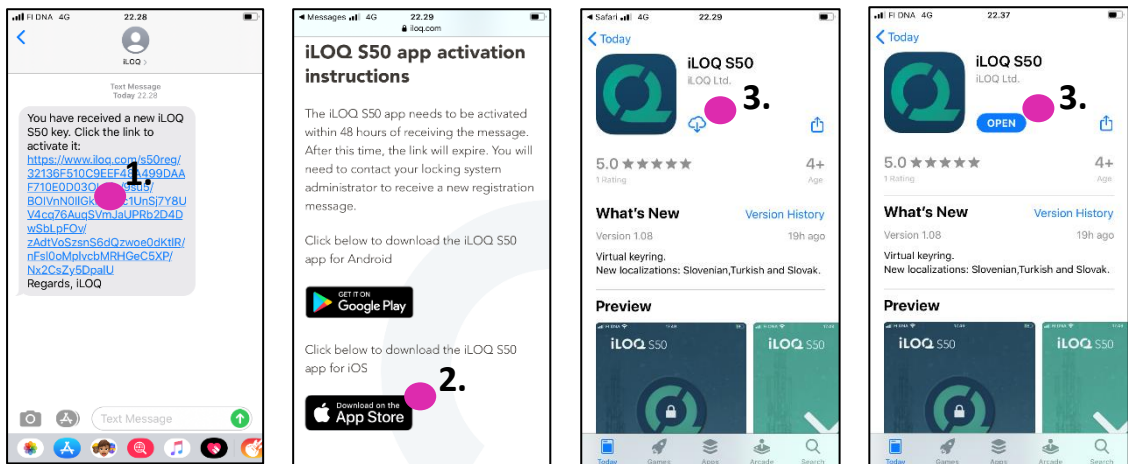 FI DNA 4G 22.28
iLOQ >
Text Message
Today 22.28
You have received a new iLOQ
S50 key. Click the link to
activate it:
https://www.iloq.com/s50reg/
32136F510C9EEF48A499DAA
F710E0D03O
1.
V4cq76AuqSVmJaUPRb2D4D
wSbLpFOv/
zAdtVoSzsnS6dQzwoe0dKtlR/
nFsl0oMpIvcbMRHGeC5XP/
Nx2CsZy5DpalU
Regards, iLOQ
Text Message
Messages 4G 22.29
iloq.com
iLOQ S50 app activation
instructions
The iLOQ S50 app needs to be activated
within 48 hours of receiving the message.
After this time, the link will expire. You will
need to contact your locking system
administrator to receive a new registration
message.
Click below to download the iLOQ S50
app for Android
GET IT ON
Google Play
Click below to download the iLOQ S50
app for iOS
2.
Download on the
App Store
Safari 4G 22.29
Today
iLOQ S50
iLOQ Ltd.
3.
5.0 ★★★★★ 4+
1 Rating Age
What's New Version History
Version 1.08 19h ago
Virtual keyring.
New localizations: Slovenian,Turkish and Slovak.
Preview
iLOQ S50 iLOQ S50
Today Games Apps Arcade Search
FI DNA 4G 22.37
Today
iLOQ S50
iLOQ Ltd.
3.
OPEN
5.0 ★★★★★ 4+
1 Rating Age
What's New Version History
Version 1.08 19h ago
Virtual keyring.
New localizations: Slovenian,Turkish and Slovak.
Preview
iLOQ S50 iLOQ S50
Today Games Apps Arcade Search